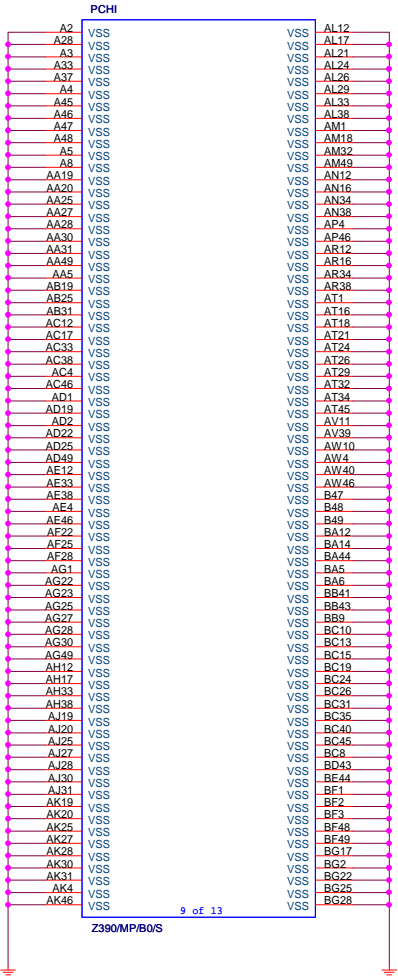 PCHI
A2 VSS VSS AL12
A28 VSS VSS AL17
A3 VSS VSS AL21
A33 VSS VSS AL24
A37 VSS VSS AL26
A4 VSS VSS AL29
A45 VSS VSS AL33
A46 VSS VSS AL38
A47 VSS VSS AM1
A48 VSS VSS AM18
A5 VSS VSS AM32
A8 VSS VSS AM49
AA19 VSS VSS AN12
AA20 VSS VSS AN16
AA25 VSS VSS AN34
AA27 VSS VSS AN38
AA28 VSS VSS AP4
AA30 VSS VSS AP46
AA31 VSS VSS AR12
AA49 VSS VSS AR16
AA5 VSS VSS AR34
AB19 VSS VSS AR38
AB25 VSS VSS AT1
AB31 VSS VSS AT16
AC12 VSS VSS AT18
AC17 VSS VSS AT21
AC33 VSS VSS AT24
AC38 VSS VSS AT26
AC4 VSS VSS AT29
AC46 VSS VSS AT32
AD1 VSS VSS AT34
AD19 VSS VSS AT45
AD2 VSS VSS AV11
AD22 VSS VSS AV39
AD25 VSS VSS AW10
AD49 VSS VSS AW4
AE12 VSS VSS AW40
AE33 VSS VSS AW46
AE38 VSS VSS B47
AE4 VSS VSS B48
AE46 VSS VSS B49
AF22 VSS VSS BA12
AF25 VSS VSS BA14
AF28 VSS VSS BA44
AG1 VSS VSS BA5
AG22 VSS VSS BA6
AG23 VSS VSS BB41
AG25 VSS VSS BB43
AG27 VSS VSS BB9
AG28 VSS VSS BC10
AG30 VSS VSS BC13
AG49 VSS VSS BC15
AH12 VSS VSS BC19
AH17 VSS VSS BC24
AH33 VSS VSS BC26
AH38 VSS VSS BC31
AJ19 VSS VSS BC35
AJ20 VSS VSS BC40
AJ25 VSS VSS BC45
AJ27 VSS VSS BC8
AJ28 VSS VSS BD43
AJ30 VSS VSS BE44
AJ31 VSS VSS BF1
AK19 VSS VSS BF2
AK20 VSS VSS BF3
AK25 VSS VSS BF48
AK27 VSS VSS BF49
AK28 VSS VSS BG17
AK30 VSS VSS BG2
AK31 VSS VSS BG22
AK4 VSS VSS BG25
AK46 VSS VSS BG28
9 of 13
Z390/MP/B0/S